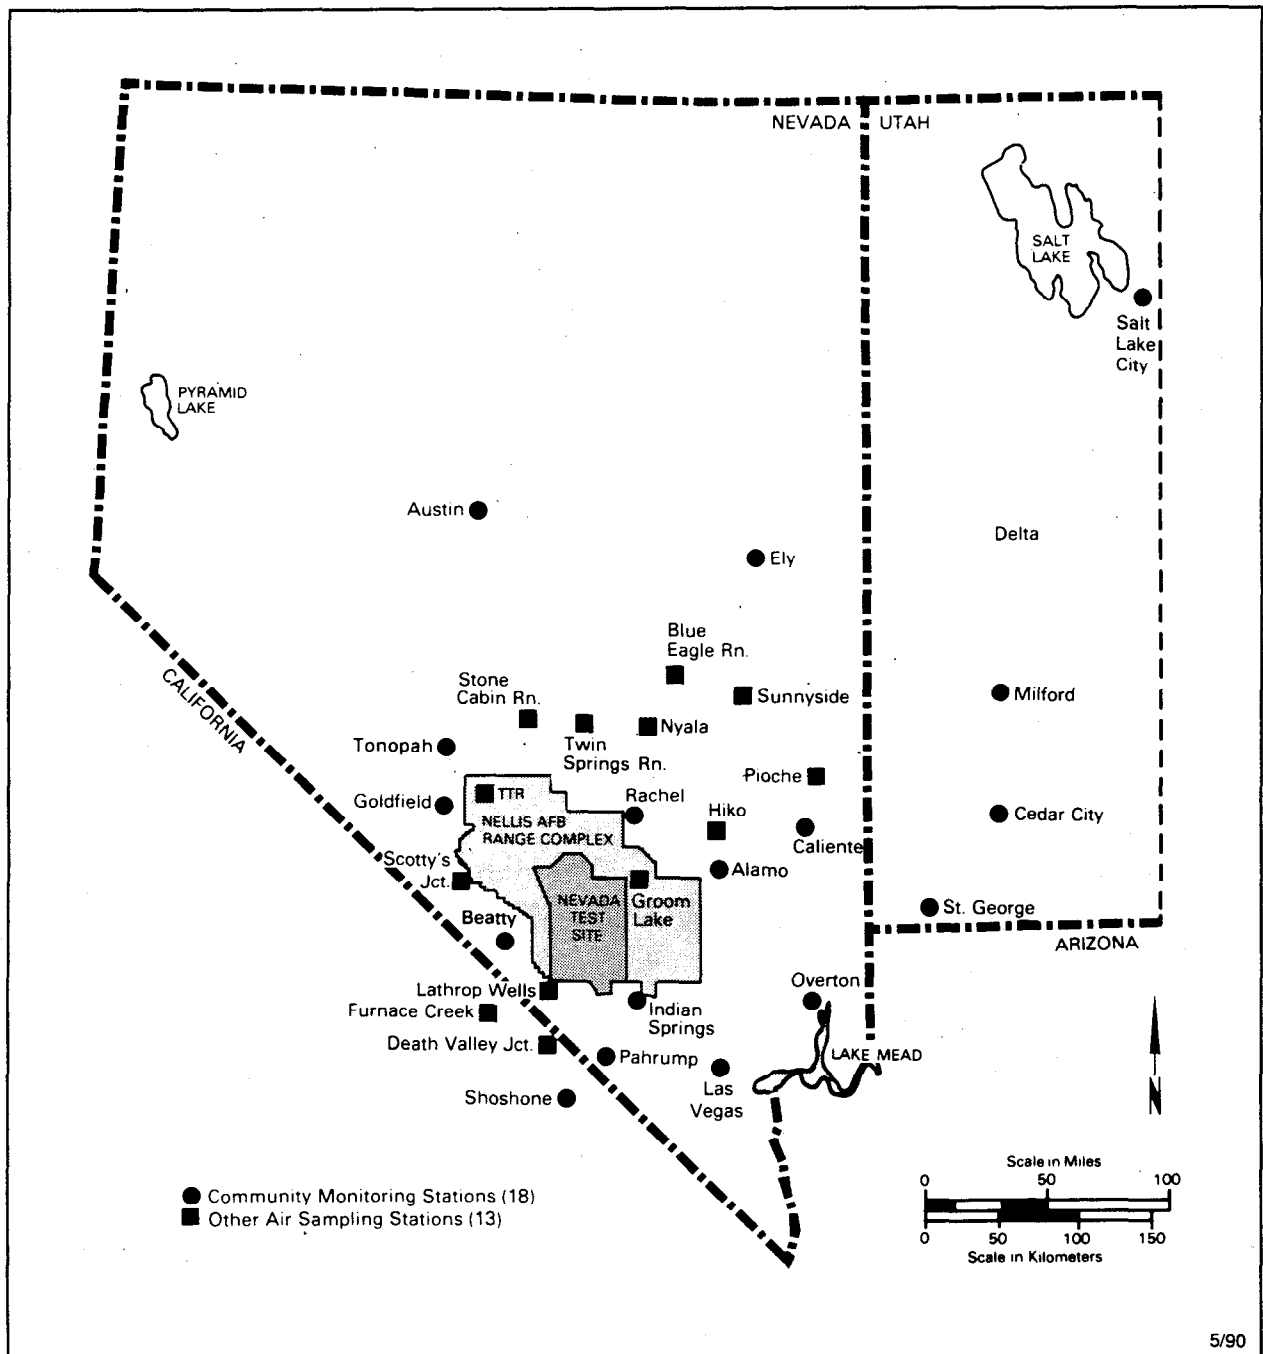 NEVADA
UTAH
SALT
LAKE
Salt
Lake
City
PYRAMID
LAKE
Austin
Delta
Ely
Blue
Eagle Rn.
CALIFORNIA
Stone
Cabin Rn.
Sunnyside
Milford
Tonopah
Twin
Springs Rn.
Nyala
Pioche
Goldfield
TTR
Rachel
Hiko
Cedar City
NELLIS AFB
RANGE COMPLEX
Caliente
Scotty's
Jct.
Alamo
NEVADA
TEST
SITE
Groom
Lake
Beatty
St. George
ARIZONA
Lathrop Wells
Overton
Furnace Creek
Indian
Springs
Death Valley Jct.
Pahrump
LAKE MEAD
Shoshone
Las
Vegas
N
Scale in Miles
0 50 100
0 50 100 150
Scale in Kilometers
Community Monitoring Stations (18)
Other Air Sampling Stations (13)
5/90